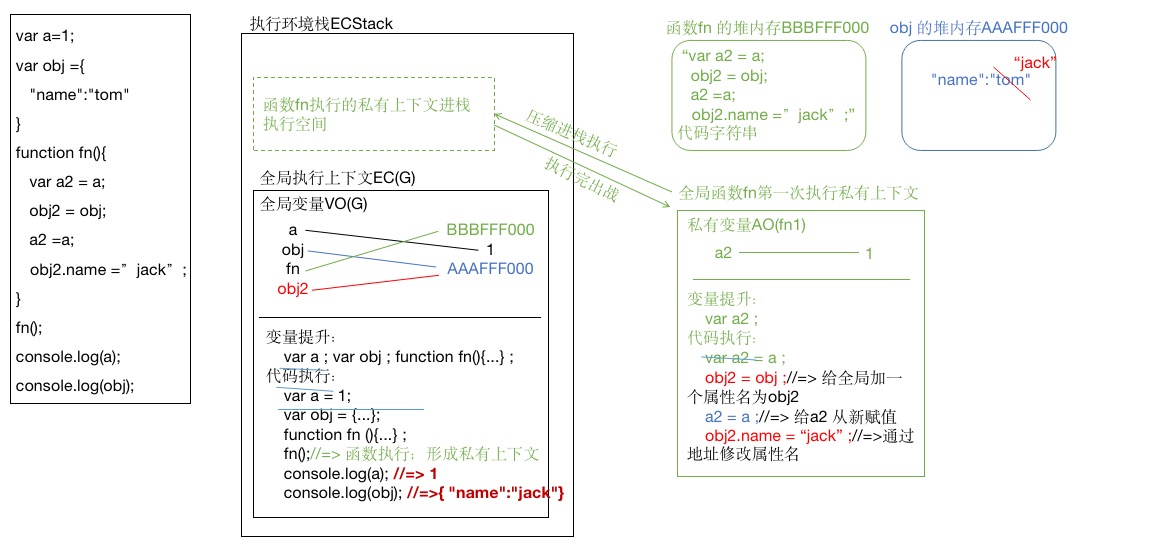 var a=1;
var obj ={
"name":"tom"
}
function fn(){
var a2 = a;
obj2 = obj;
a2 =a;
obj2.name =”jack”;
}
fn();
console.log(a);
console.log(obj);
执行环境栈ECStack
函数fn执行的私有上下文进栈
执行空间
压缩进栈执行
执行完出战
全局执行上下文EC(G)
全局变量VO(G)
a
obj
fn
obj2
BBBFFF000
1
AAAFFF000
变量提升:
var a ; var obj ; function fn(){...} ;
代码执行:
var a = 1;
var obj = {...};
function fn (){...} ;
fn();//=> 函数执行; 形成私有上下文
console.log(a); //=> 1
console.log(obj); //=>{ "name":"jack"}
函数fn 的堆内存BBBFFF000
“var a2 = a;
obj2 = obj;
a2 =a;
obj2.name =”jack”;”
代码字符串
obj 的堆内存AAAFFF000
“jack”
"name":"tom"
全局函数fn第一次执行私有上下文
私有变量AO(fn1)
a2
1
变量提升:
var a2 ;
代码执行:
var a2 = a ;
obj2 = obj ;//=> 给全局加一
个属性名为obj2
a2 = a ;//=> 给a2 从新赋值
obj2.name = “jack” ;//=>通过
地址修改属性名